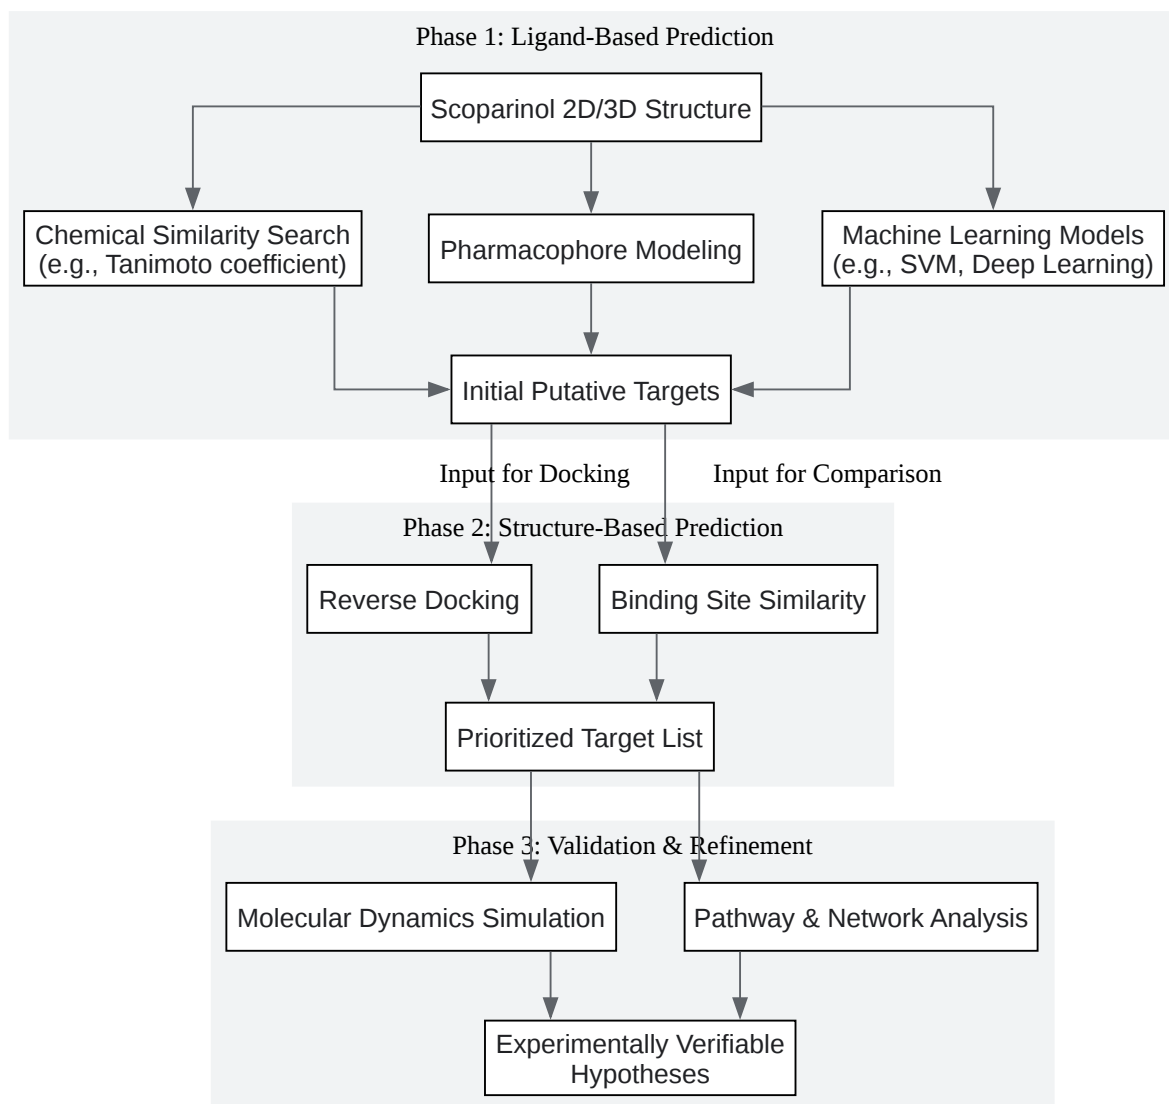 Phase 1: Ligand-Based Prediction
Scoparinol 2D/3D Structure
Chemical Similarity Search
(e.g., Tanimoto coefficient)
Pharmacophore Modeling
Machine Learning Models
(e.g., SVM, Deep Learning)
Initial Putative Targets
Input for Docking
Input for Comparison
Phase 2: Structure-Based Prediction
Reverse Docking
Binding Site Similarity
Prioritized Target List
Phase 3: Validation & Refinement
Molecular Dynamics Simulation
Pathway & Network Analysis
Experimentally Verifiable
Hypotheses